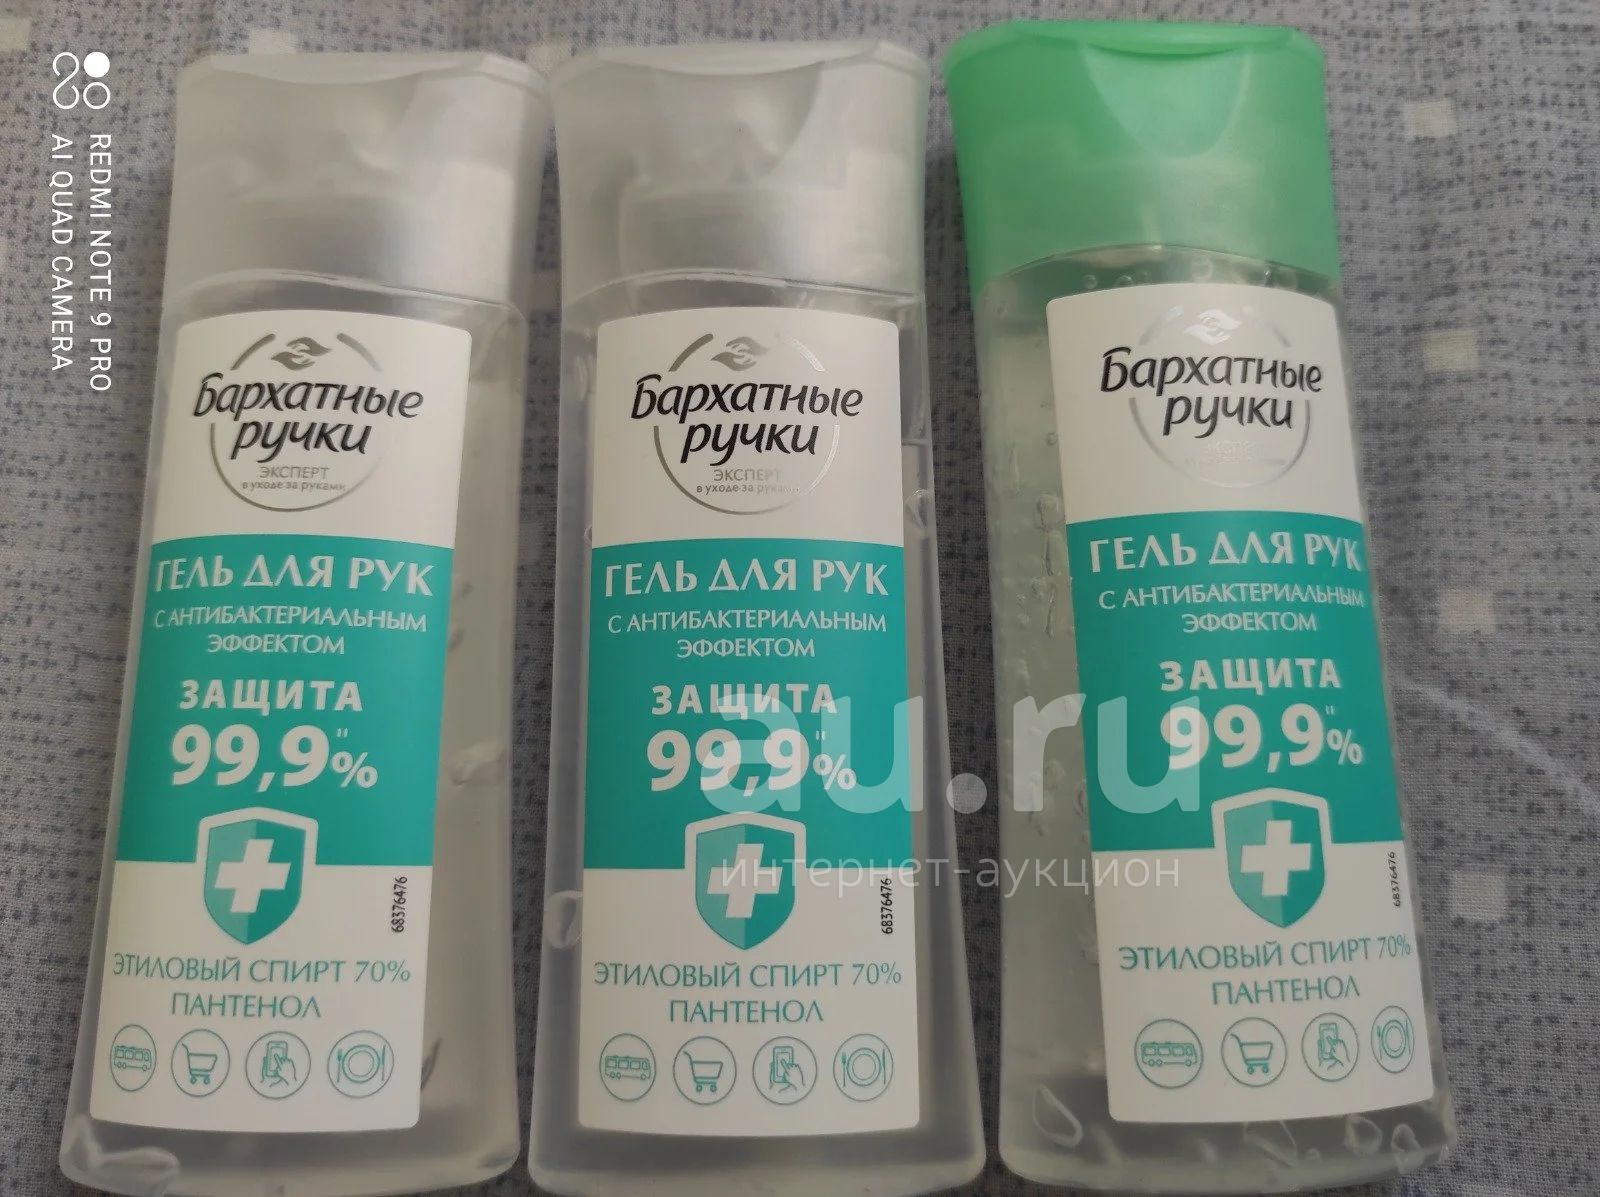 REDMI NOTE 9 PRO
AI QUAD CAMERA
Бархатные
ручки
ЭКСПЕРТ
в уходе за руками
ГЕЛЬ ДЛЯ РУК
С АНТИБАКТЕРИАЛЬНЫМ
ЭФФЕКТОМ
ЗАЩИТА
99,9"%
68376476
ЭТИЛОВЫЙ СПИРТ 70%
ПАНТЕНОЛ
Бархатные
ручки
ЭКСПЕРТ
в уходе за руками
ГЕЛЬ ДЛЯ РУК
С АНТИБАКТЕРИАЛЬНЫМ
ЭФФЕКТОМ
ЗАЩИТА
99,9"%
68376476
ЭТИЛОВЫЙ СПИРТ 70%
ПАНТЕНОЛ
Бархатные
ручки
ЭКСПЕРТ
ГЕЛЬ ДЛЯ РУК
С АНТИБАКТЕРИАЛЬНЫМ
ЭФФЕКТОМ
ЗАЩИТА
99,9"%
68376476
ЭТИЛОВЫЙ СПИРТ 70%
ПАНТЕНОЛ
au.ru
интернет-аукцион